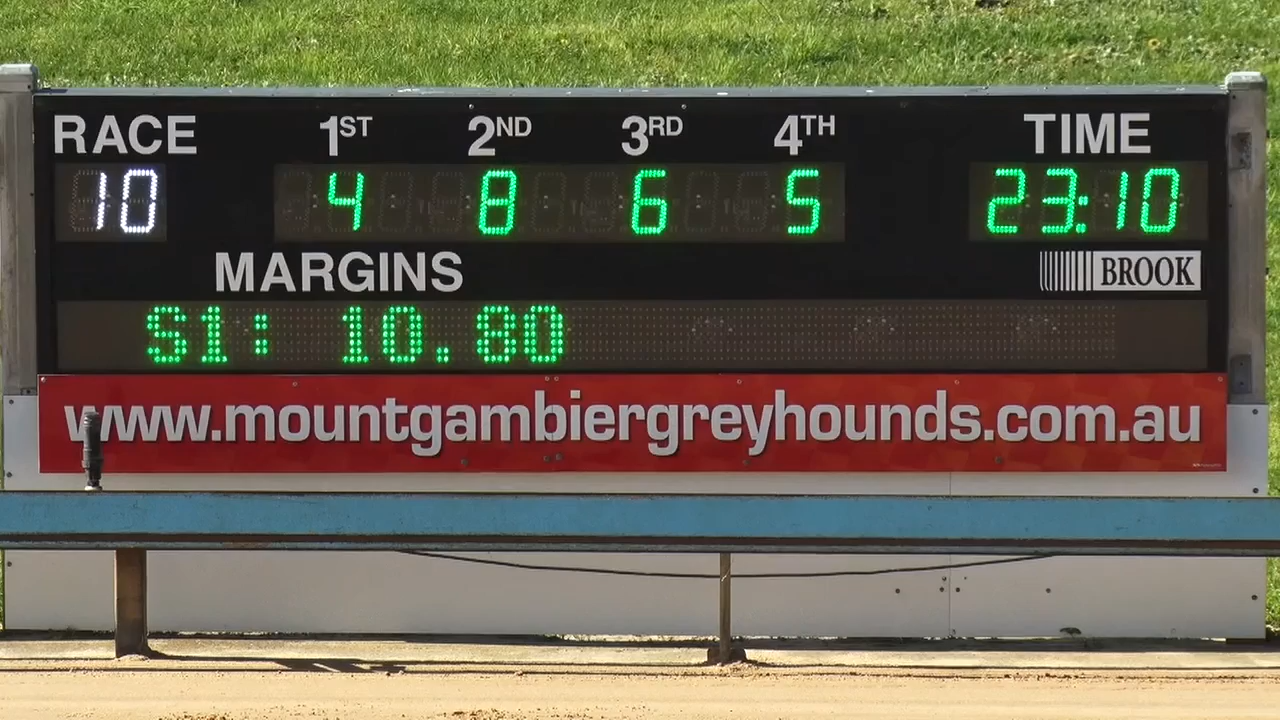 RACE 1ST 2ND 3RD 4TH TIME
10 4 8 6 5 23:10
MARGINS BROOK
S1: 10.80
www.mountgambiergreyhounds.com.au